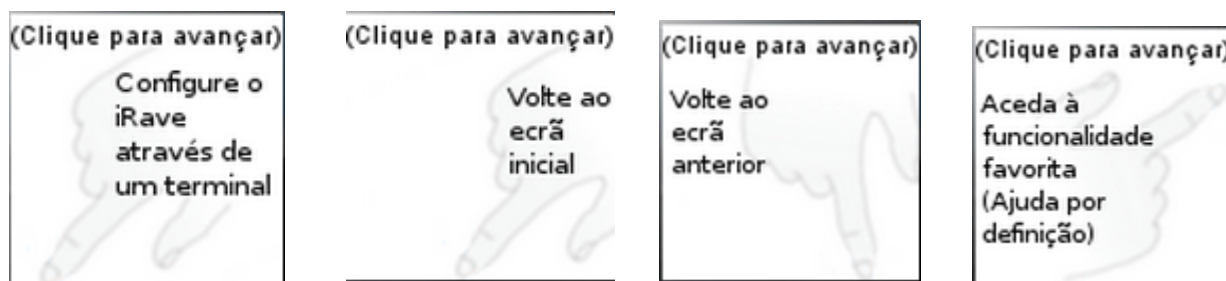 (Clique para avançar)
Configure o
iRave
através de
um terminal
(Clique para avançar)
Volte ao
ecrã
inicial
(Clique para avançar)
Volte ao
ecrã
anterior
(Clique para avançar)
Aceda à
funcionalidade
favorita
(Ajuda por
definição)